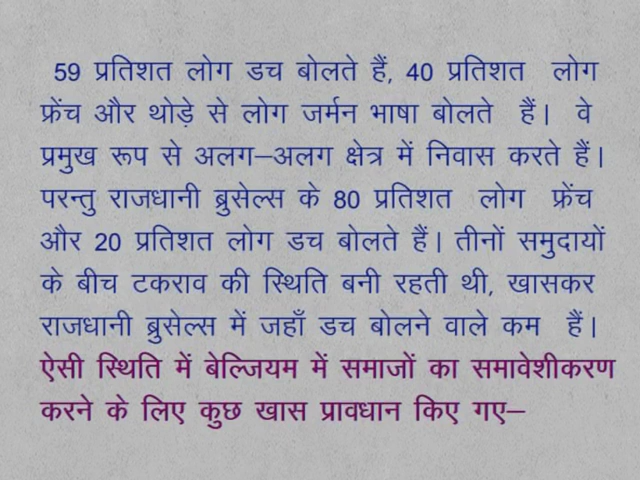 59 प्रतिशत लोग डच बोलते हैं, 40 प्रतिशत लोग
फ्रेंच और थोड़े से लोग जर्मन भाषा बोलते हैं। वे
प्रमुख रूप से अलग–अलग क्षेत्र में निवास करते हैं।
परन्तु राजधानी ब्रुसेल्स के 80 प्रतिशत लोग फ्रेंच
और 20 प्रतिशत लोग डच बोलते हैं। तीनों समुदायों
के बीच टकराव की स्थिति बनी रहती थी, खासकर
राजधानी ब्रुसेल्स में जहाँ डच बोलने वाले कम हैं।
ऐसी स्थिति में बेल्जियम में समाजों का समावेशीकरण
करने के लिए कुछ खास प्रावधान किए गए–